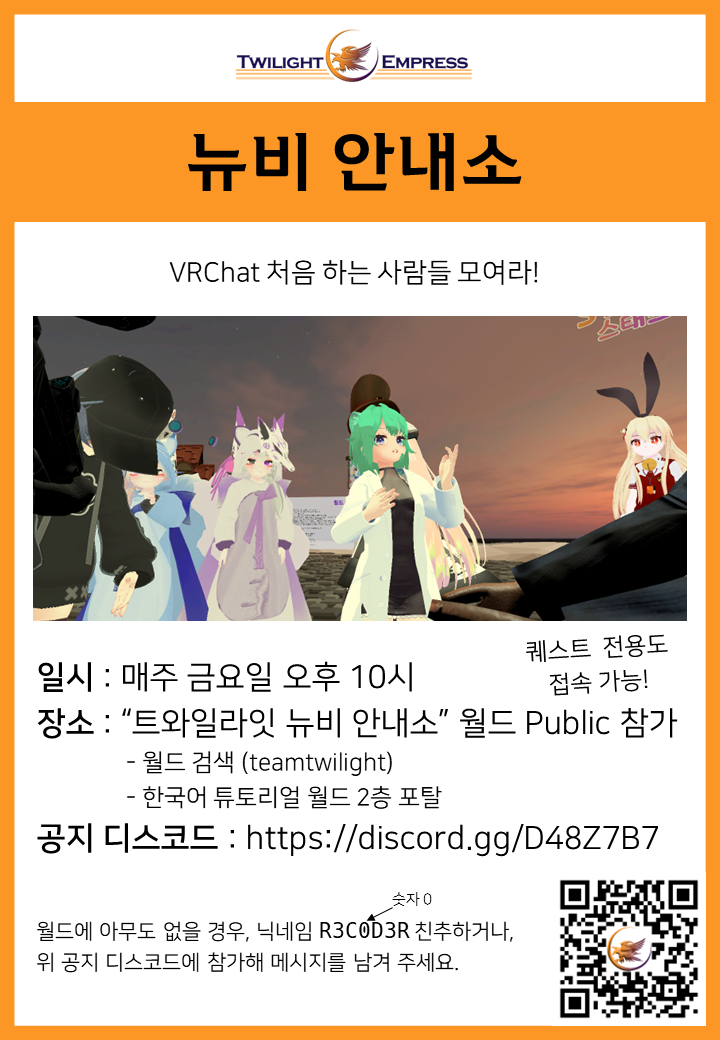 TWILIGHT EMPRESS
뉴비 안내소
VRChat 처음 하는 사람들 모여라!
퀘스트 전용도
접속 가능!
일시 : 매주 금요일 오후 10시
장소 : “트와일라잇 뉴비 안내소” 월드 Public 참가
- 월드 검색 (teamtwilight)
- 한국어 튜토리얼 월드 2층 포탈
공지 디스코드 : https://discord.gg/D48Z7B7
숫자 0
월드에 아무도 없을 경우, 닉네임 R3C0D3R 친추하거나,
위 공지 디스코드에 참가해 메시지를 남겨 주세요.